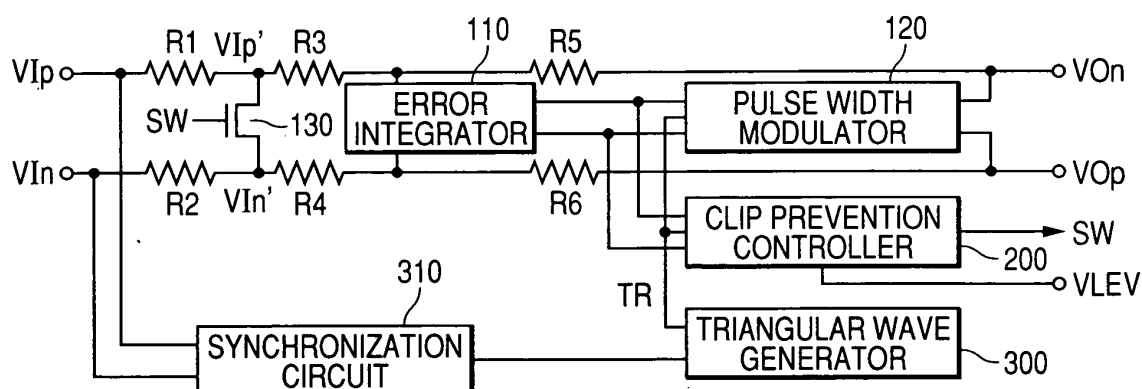 110
120
R1
VIp'
R3
R5
VIp
VOn
ERROR
INTEGRATOR
PULSE WIDTH
MODULATOR
SW
130
VIn
R2
VIn'
R4
R6
VOp
CLIP PREVENTION
CONTROLLER
SW
200
VLEV
310
TR
SYNCHRONIZATION
CIRCUIT
TRIANGULAR WAVE
GENERATOR
300